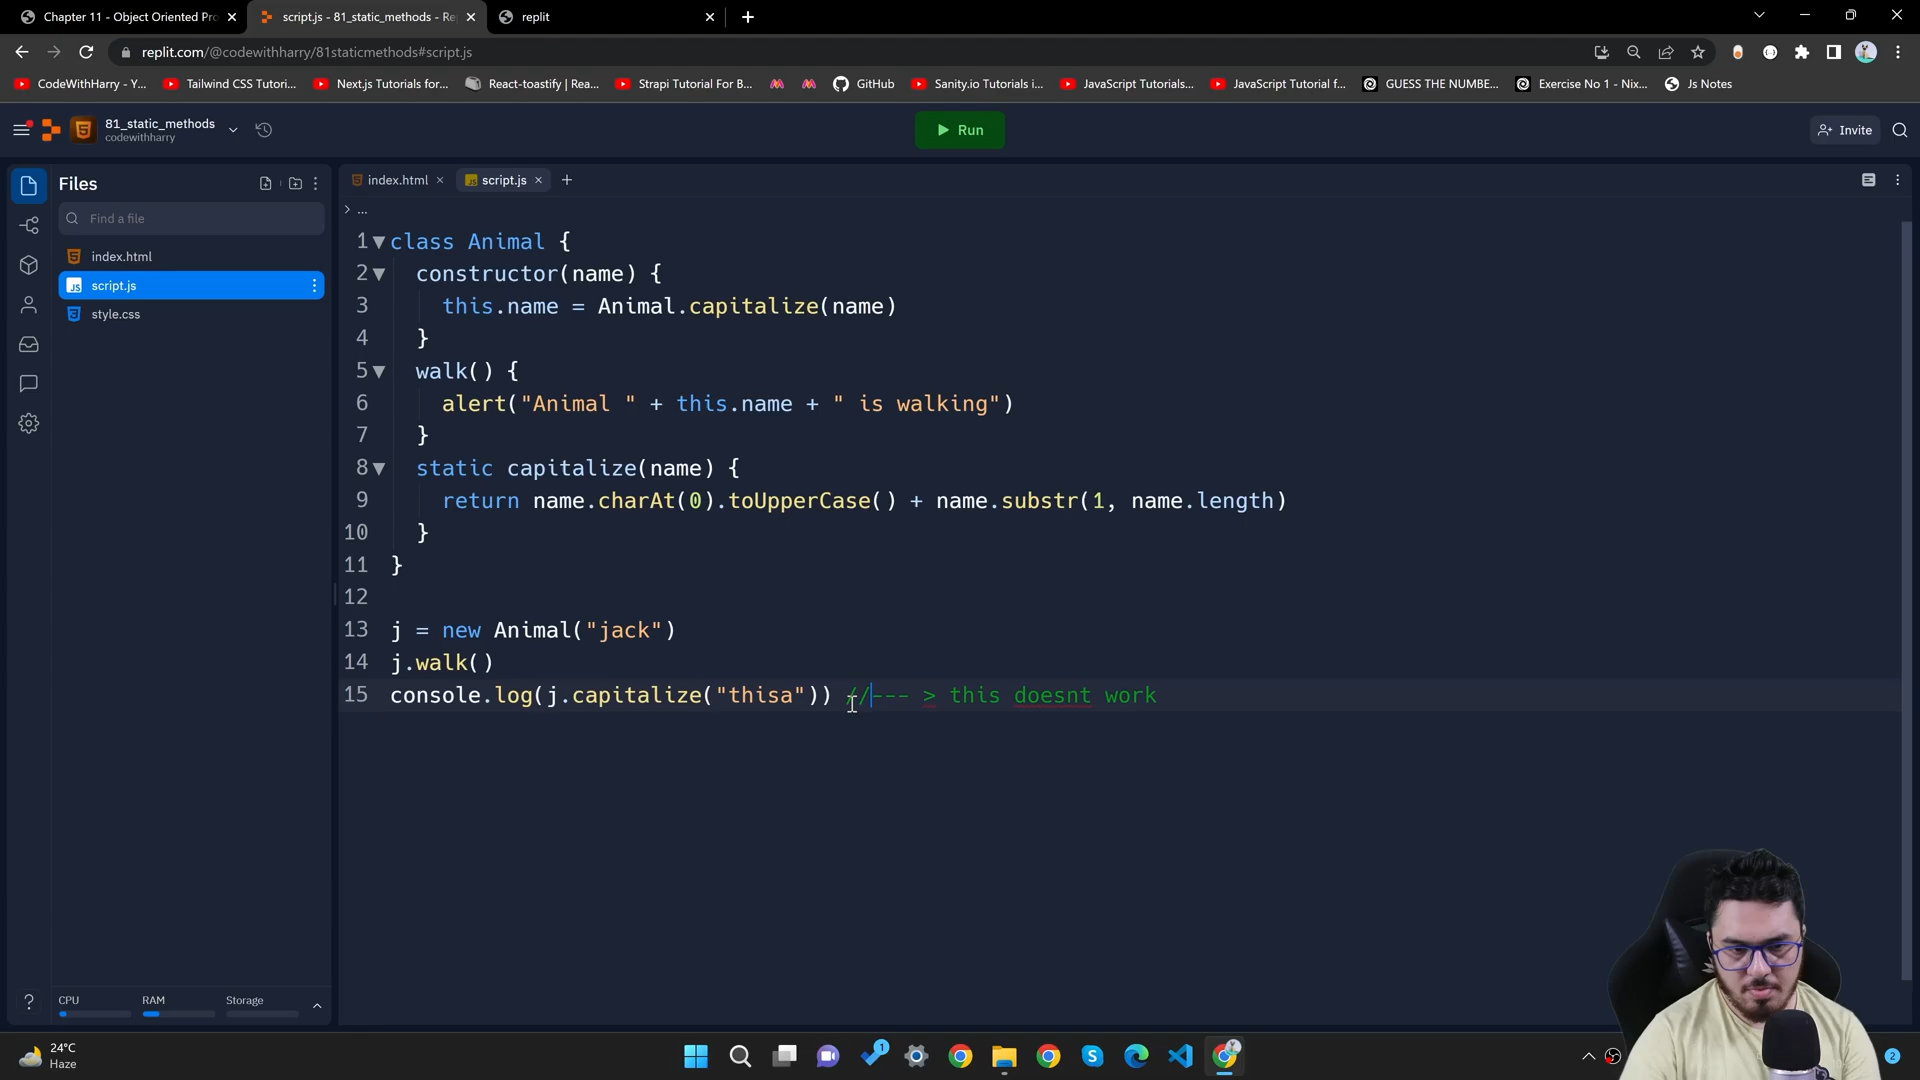 Chapter 11 - Object Oriented Pro
script.js - 81_static_methods - Re
replit
replit.com/@codewithharry/81staticmethods#script.js
CodeWithHarry - Y...
Tailwind CSS Tutori...
Next.js Tutorials for...
React-toastify | Rea...
Strapi Tutorial For B...
GitHub
Sanity.io Tutorials i...
JavaScript Tutorials...
JavaScript Tutorial f...
GUESS THE NUMBE...
Exercise No 1 - Nix...
Js Notes
81_static_methods
codewithharry
Run
Invite
Files
index.html
script.js
Find a file
...
index.html
JS script.js
style.css
1 class Animal {
2 constructor(name) {
3 this.name = Animal.capitalize(name)
4 }
5 walk() {
6 alert("Animal " + this.name + " is walking")
7 }
8 static capitalize(name) {
9 return name.charAt(0).toUpperCase() + name.substr(1, name.length)
10 }
11 }
12
13 j = new Animal("jack")
14 j.walk()
15 console.log(j.capitalize("thisa")) //--- > this doesnt work
CPU
RAM
Storage
24°C
Haze
1
2